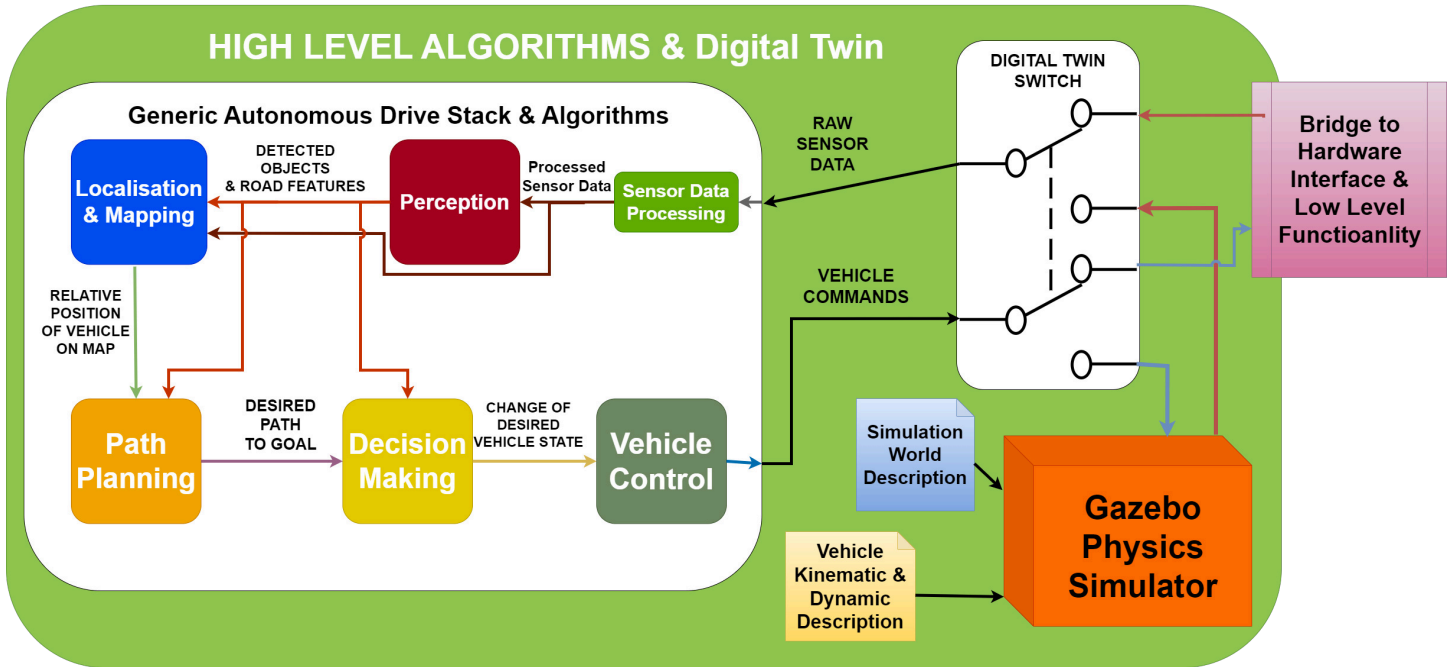 HIGH LEVEL ALGORITHMS & Digital Twin
DIGITAL TWIN
SWITCH
Generic Autonomous Drive Stack & Algorithms
Localisation
& Mapping
DETECTED
OBJECTS
& ROAD FEATURES
Perception
Processed
Sensor Data
Sensor Data
Processing
RAW
SENSOR
DATA
Bridge to
Hardware
Interface &
Low Level
Functioanlity
RELATIVE
POSITION
OF VEHICLE
ON MAP
VEHICLE
COMMANDS
Path
Planning
DESIRED
PATH
TO GOAL
Decision
Making
CHANGE OF
DESIRED
VEHICLE STATE
Vehicle
Control
Simulation
World
Description
Vehicle
Kinematic &
Dynamic
Description
Gazebo
Physics
Simulator